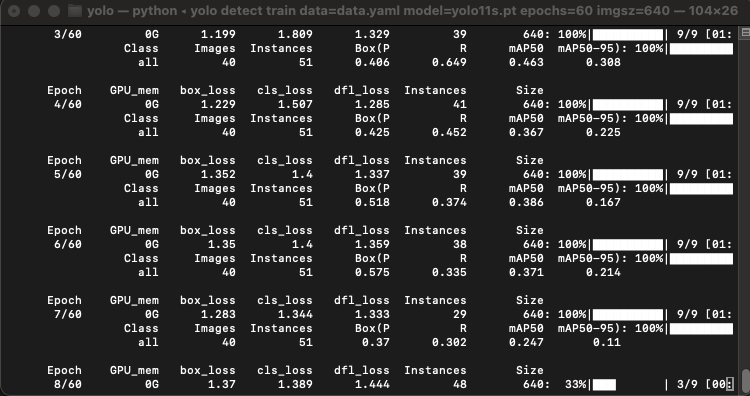 yolo — python ◂ yolo detect train data=data.yaml model=yolo11s.pt epochs=60 imgsz=640 — 104×26
3/60 0G 1.199 1.809 1.329 39 640: 100%| | 9/9 [01:
Class Images Instances Box(P R mAP50 mAP50-95): 100%|
all 40 51 0.406 0.649 0.463 0.308
Epoch GPU_mem box_loss cls_loss dfl_loss Instances Size
4/60 0G 1.229 1.507 1.285 41 640: 100%| | 9/9 [01:
Class Images Instances Box(P R mAP50 mAP50-95): 100%|
all 40 51 0.425 0.452 0.367 0.225
Epoch GPU_mem box_loss cls_loss dfl_loss Instances Size
5/60 0G 1.352 1.4 1.337 39 640: 100%| | 9/9 [01:
Class Images Instances Box(P R mAP50 mAP50-95): 100%|
all 40 51 0.518 0.374 0.386 0.167
Epoch GPU_mem box_loss cls_loss dfl_loss Instances Size
6/60 0G 1.35 1.4 1.359 38 640: 100%| | 9/9 [01:
Class Images Instances Box(P R mAP50 mAP50-95): 100%|
all 40 51 0.575 0.335 0.371 0.214
Epoch GPU_mem box_loss cls_loss dfl_loss Instances Size
7/60 0G 1.283 1.344 1.333 29 640: 100%| | 9/9 [01:
Class Images Instances Box(P R mAP50 mAP50-95): 100%|
all 40 51 0.37 0.302 0.247 0.11
Epoch GPU_mem box_loss cls_loss dfl_loss Instances Size
8/60 0G 1.37 1.389 1.444 48 640: 33%| | 3/9 [00: